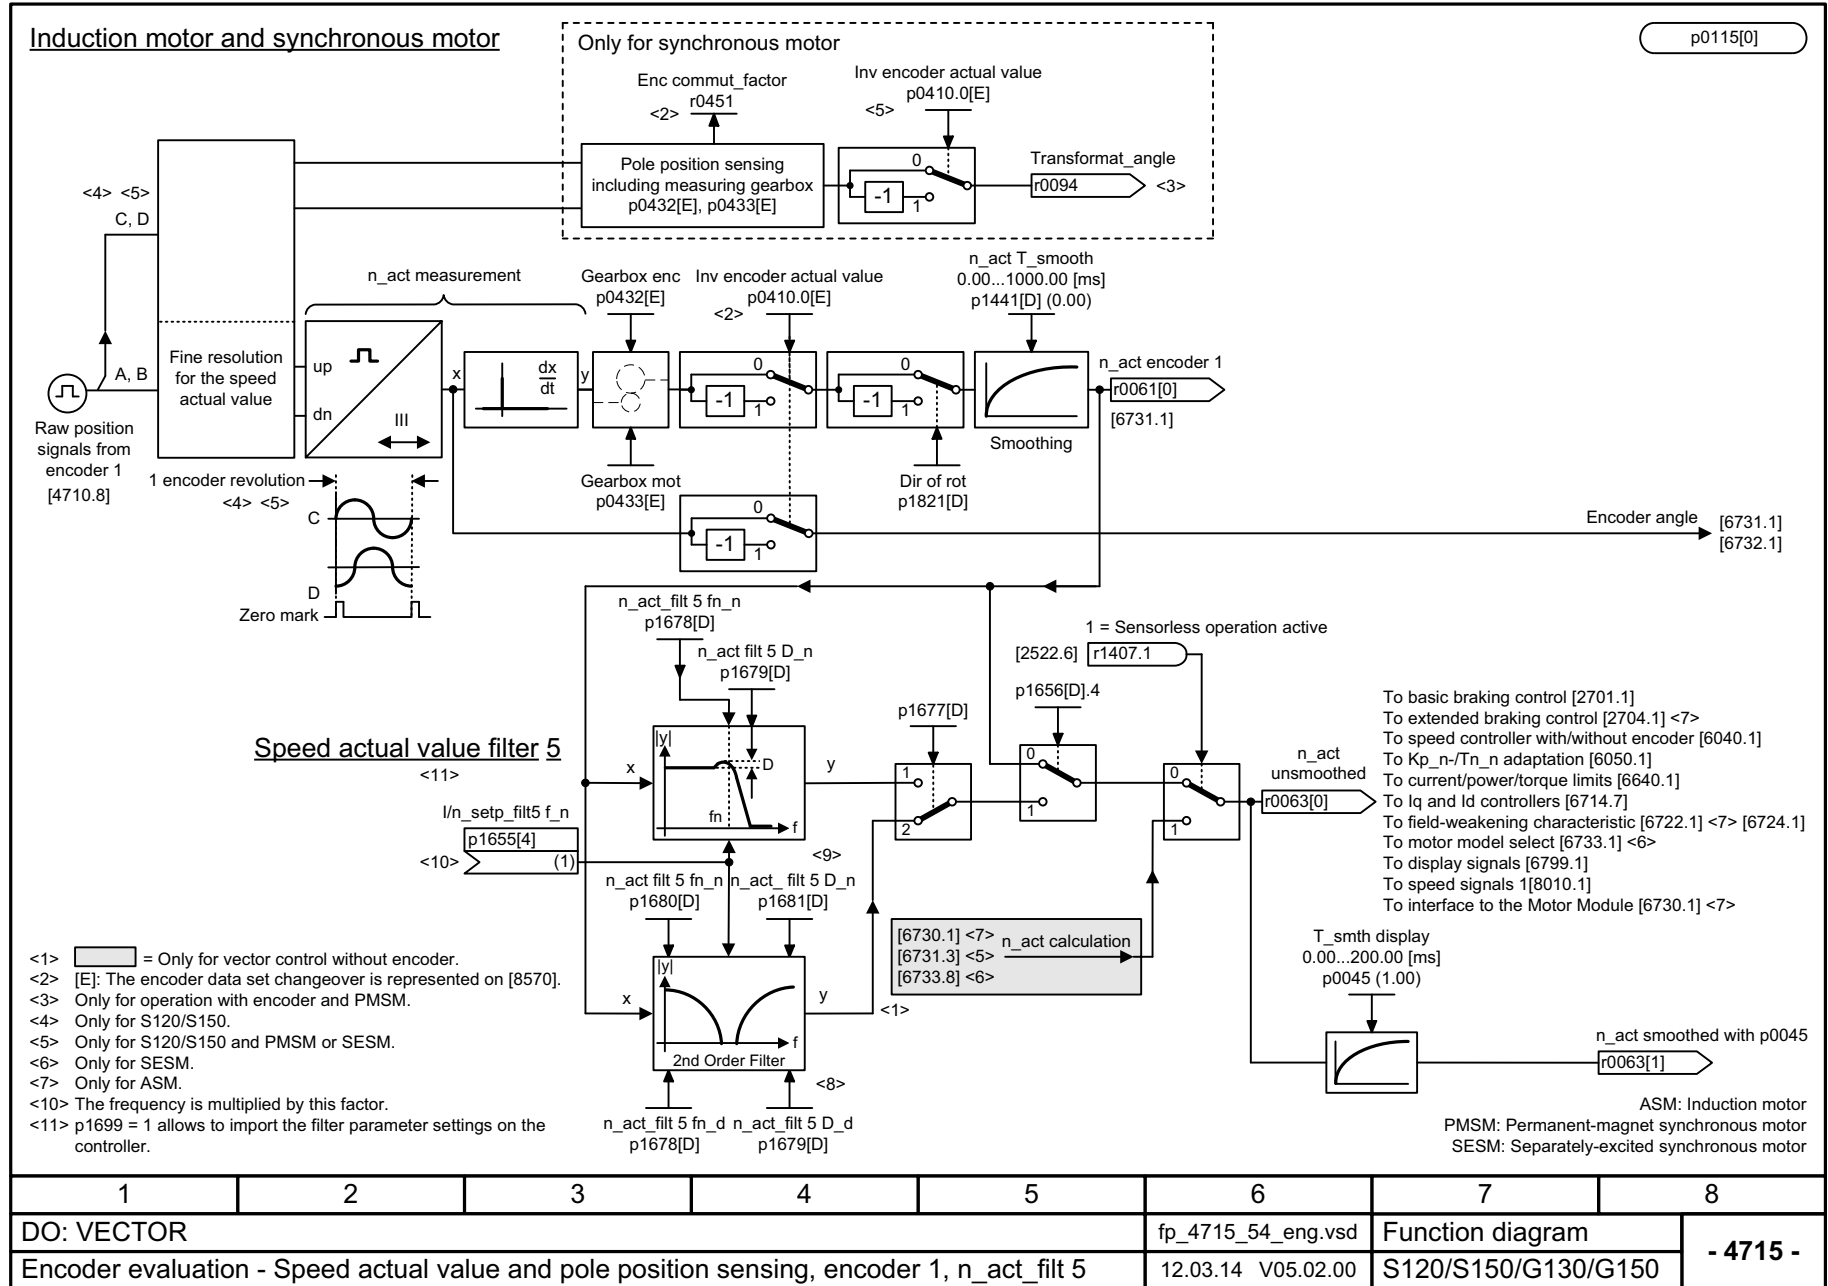 Induction motor and synchronous motor
Only for synchronous motor
p0115[0]
Enc commut_factor
r0451
<2>
Inv encoder actual value
p0410.0[E]
<5>
Pole position sensing
including measuring gearbox
p0432[E], p0433[E]
0
-1
1
Transformat_angle
r0094
<3>
<4> <5>
C, D
A, B
Raw position
signals from
encoder 1
[4710.8]
Fine resolution
for the speed
actual value
n_act measurement
up
dn
III
x
dx
dt
y
Gearbox enc
p0432[E]
Gearbox mot
p0433[E]
Inv encoder actual value
p0410.0[E]
<2>
0
-1
1
0
-1
1
Dir of rot
p1821[D]
n_act T_smooth
0.00...1000.00 [ms]
p1441[D] (0.00)
Smoothing
n_act encoder 1
r0061[0]
[6731.1]
1 encoder revolution
<4> <5>
C
D
Zero mark
0
-1
1
Encoder angle
[6731.1]
[6732.1]
n_act_filt 5 fn_n
p1678[D]
n_act filt 5 D_n
p1679[D]
Speed actual value filter 5
<11>
x
|y|
D
fn
f
y
l/n_setp_filt5 f_n
p1655[4]
(1)
<10>
<9>
n_act filt 5 fn_n
p1680[D]
n_act_ filt 5 D_n
p1681[D]
x
|y|
f
2nd Order Filter
y
<8>
n_act_filt 5 fn_d
p1678[D]
n_act_filt 5 D_d
p1679[D]
p1677[D]
1
2
p1656[D].4
0
1
1 = Sensorless operation active
[2522.6]
r1407.1
0
1
n_act
unsmoothed
r0063[0]
To basic braking control [2701.1]
To extended braking control [2704.1] <7>
To speed controller with/without encoder [6040.1]
To Kp_n-/Tn_n adaptation [6050.1]
To current/power/torque limits [6640.1]
To Iq and Id controllers [6714.7]
To field-weakening characteristic [6722.1] <7> [6724.1]
To motor model select [6733.1] <6>
To display signals [6799.1]
To speed signals 1[8010.1]
To interface to the Motor Module [6730.1] <7>
[6730.1] <7>
[6731.3] <5>
[6733.8] <6>
n_act calculation
<1>
T_smth display
0.00...200.00 [ms]
p0045 (1.00)
n_act smoothed with p0045
r0063[1]
<1> = Only for vector control without encoder.
<2> [E]: The encoder data set changeover is represented on [8570].
<3> Only for operation with encoder and PMSM.
<4> Only for S120/S150.
<5> Only for S120/S150 and PMSM or SESM.
<6> Only for SESM.
<7> Only for ASM.
<10> The frequency is multiplied by this factor.
<11> p1699 = 1 allows to import the filter parameter settings on the
controller.
ASM: Induction motor
PMSM: Permanent-magnet synchronous motor
SESM: Separately-excited synchronous motor
1 2 3 4 5 6 7 8
DO: VECTOR
fp_4715_54_eng.vsd
Function diagram
- 4715 -
Encoder evaluation - Speed actual value and pole position sensing, encoder 1, n_act_filt 5
12.03.14 V05.02.00
S120/S150/G130/G150